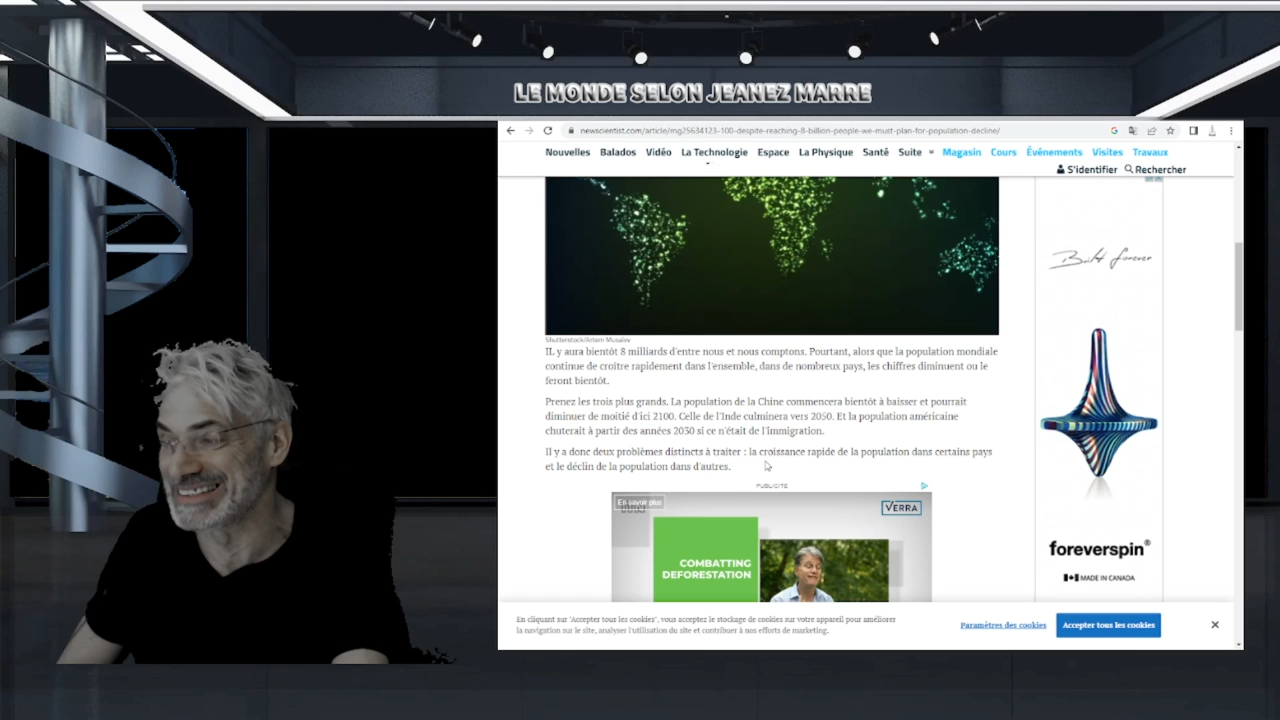 LE MONDE SELON JEANEZ MARRE
newscientist.com/article/mg25634123-100-despite-reaching-8-billion-people-we-must-plan-for-population-decline/
Nouvelles Balados Vidéo La Technologie Espace La Physique Santé Suite Magasin Cours Événements Visites Travaux
S'identifier Rechercher
Shutterstock/Artem Musaiev
IL y aura bientôt 8 milliards d'entre nous et nous comptons. Pourtant, alors que la population mondiale
continue de croître rapidement dans l'ensemble, dans de nombreux pays, les chiffres diminuent ou le
feront bientôt.
Prenez les trois plus grands. La population de la Chine commencera bientôt à baisser et pourrait
diminuer de moitié d'ici 2100. Celle de l'Inde culminera vers 2050. Et la population américaine
chuterait à partir des années 2030 si ce n'était de l'immigration.
Il y a donc deux problèmes distincts à traiter : la croissance rapide de la population dans certains pays
et le déclin de la population dans d'autres.
PUBLICITÉ
En savoir plus
VERRA
COMBATTING
DEFORESTATION
Built forever
foreverspin®
MADE IN CANADA
En cliquant sur "Accepter tous les cookies", vous acceptez le stockage de cookies sur votre appareil pour améliorer
la navigation sur le site, analyser l'utilisation du site et contribuer à nos efforts de marketing.
Paramètres des cookies
Accepter tous les cookies